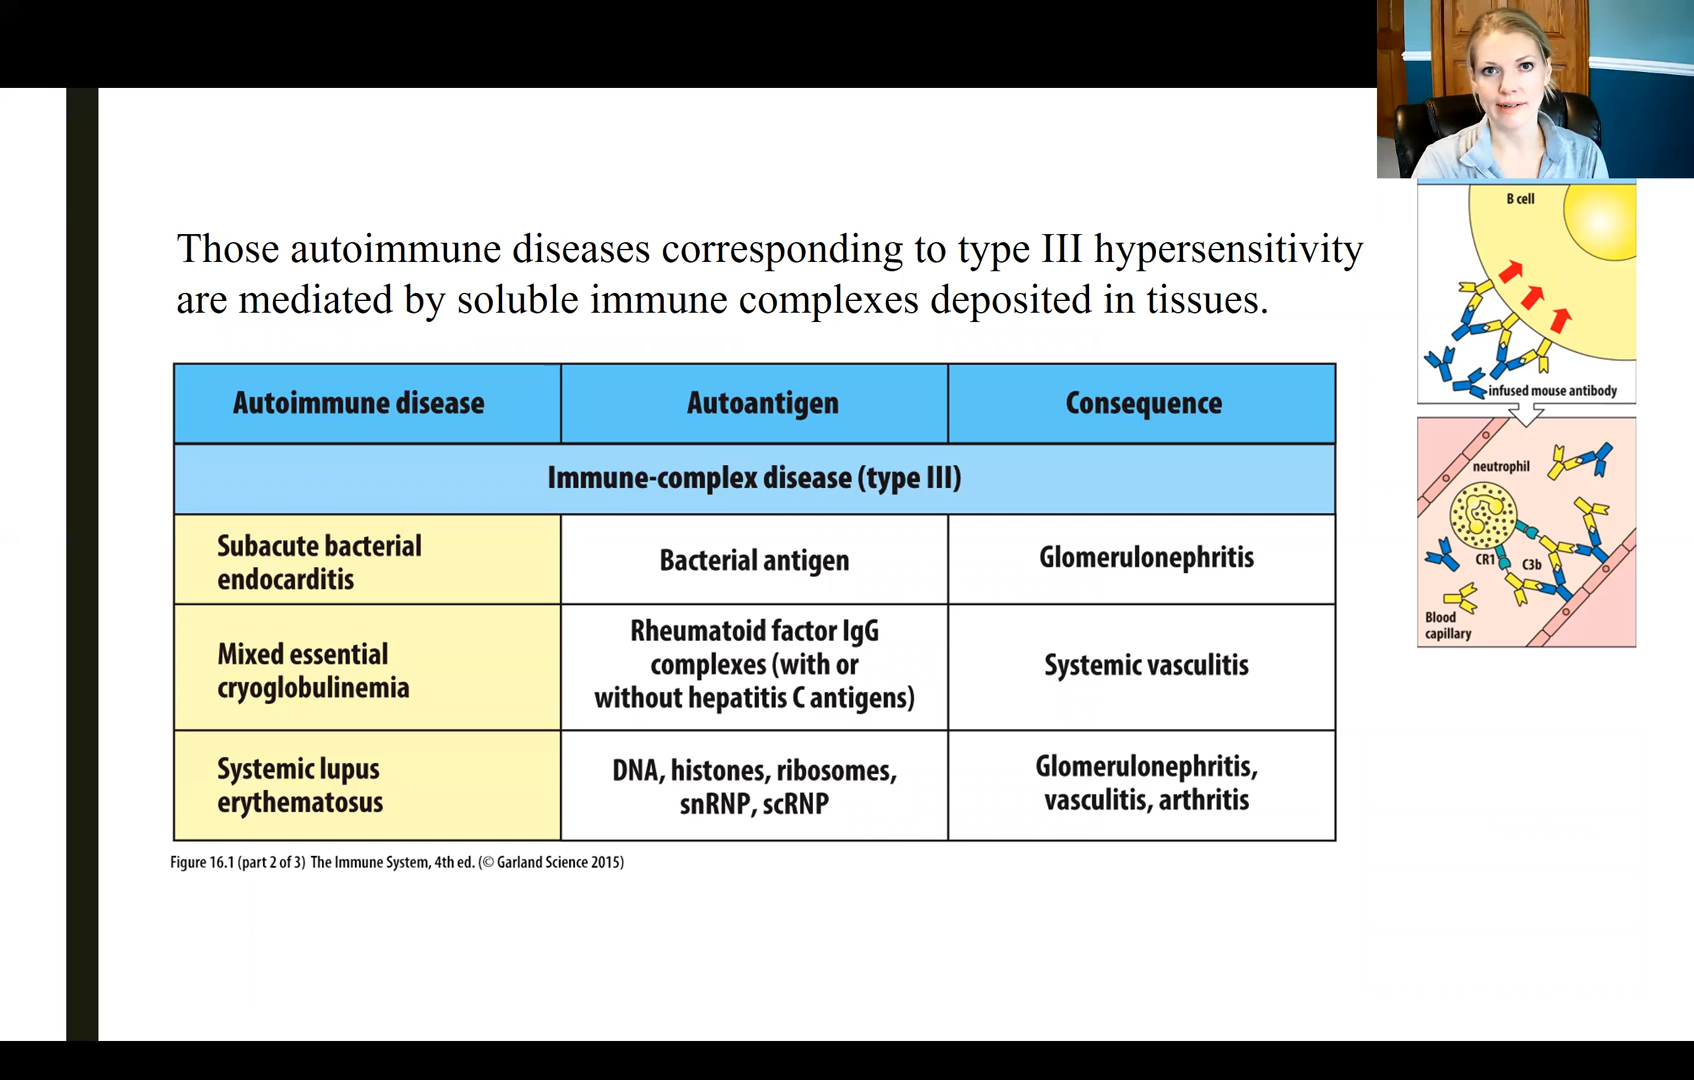 Those autoimmune diseases corresponding to type III hypersensitivity
are mediated by soluble immune complexes deposited in tissues.
Autoimmune disease
Autoantigen
Consequence
Immune-complex disease (type III)
Subacute bacterial
endocarditis
Bacterial antigen
Glomerulonephritis
Mixed essential
cryoglobulinemia
Rheumatoid factor IgG
complexes (with or
without hepatitis C antigens)
Systemic vasculitis
Systemic lupus
erythematosus
DNA, histones, ribosomes,
snRNP, scRNP
Glomerulonephritis,
vasculitis, arthritis
Figure 16.1 (part 2 of 3) The Immune System, 4th ed. (© Garland Science 2015)
B cell
infused mouse antibody
neutrophil
CR1
C3b
Blood
capillary